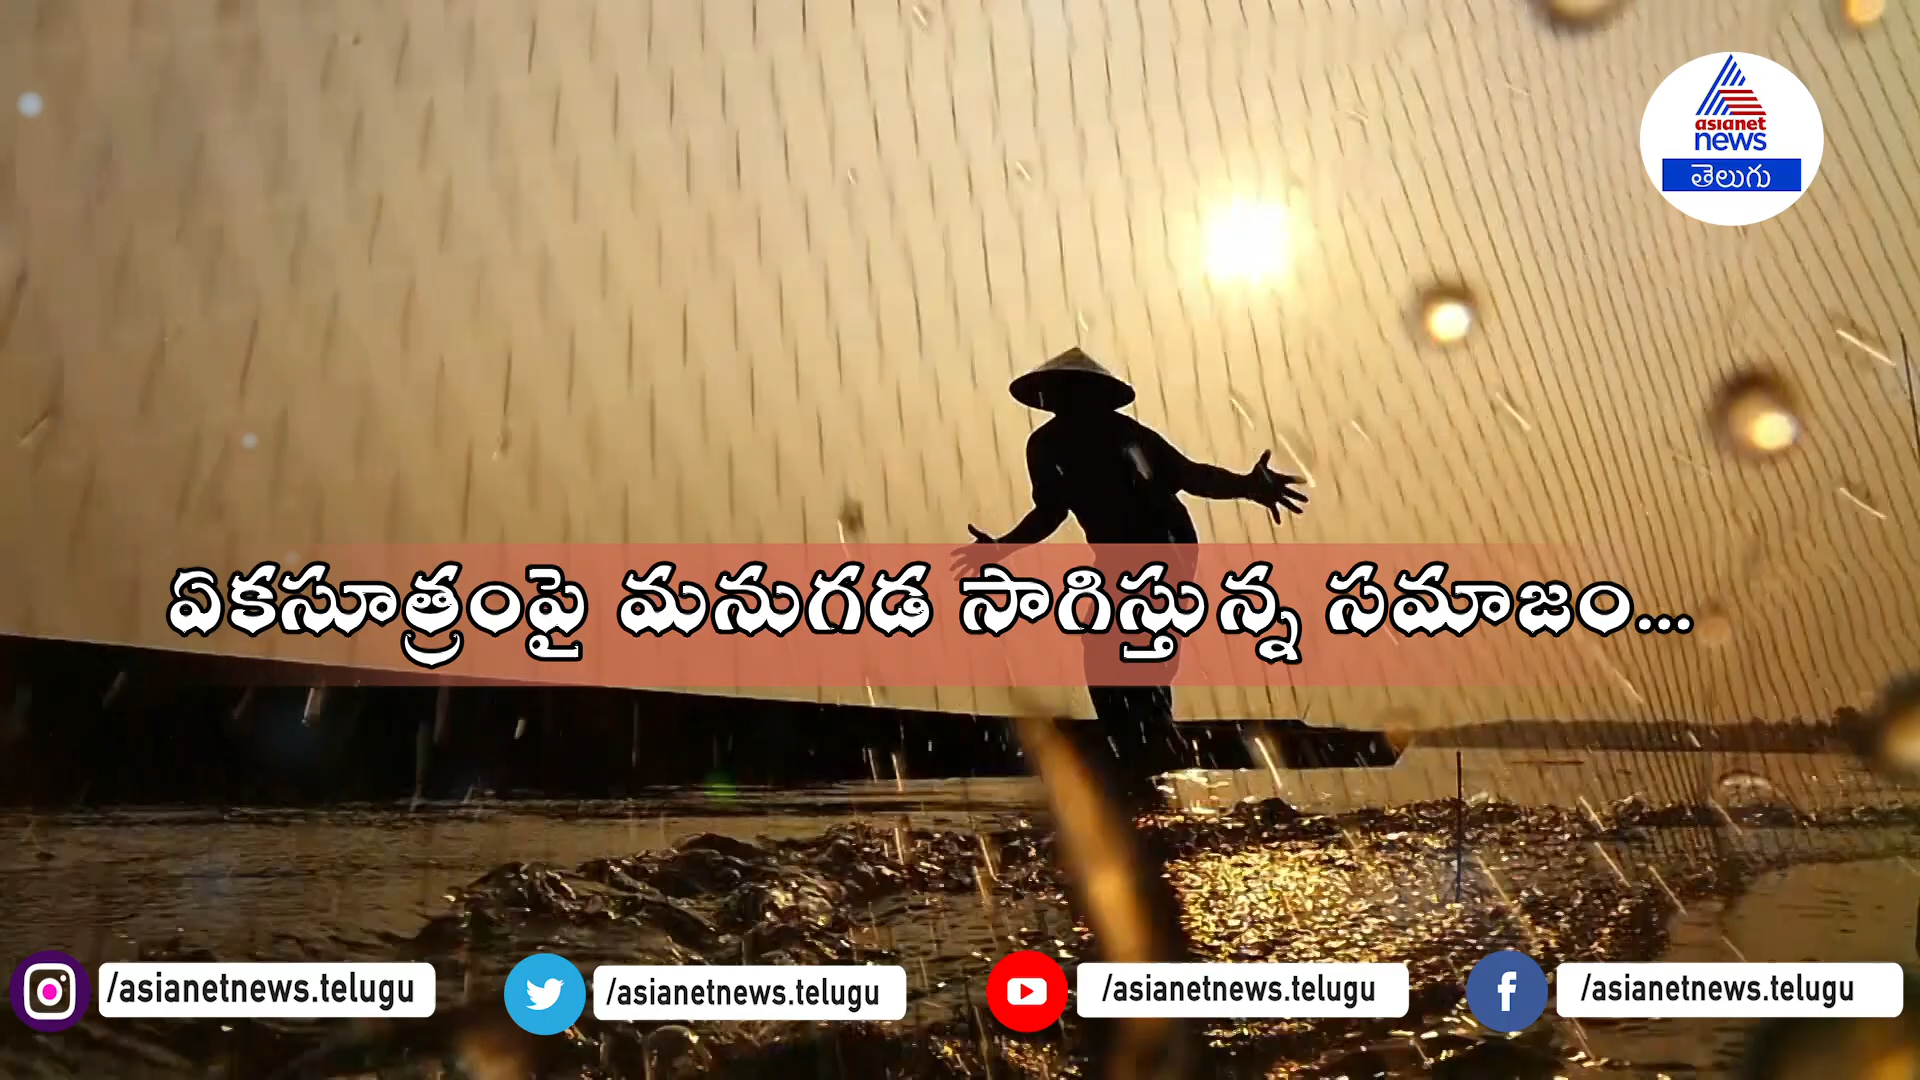 asianet
news
తెలుగు
ఏకసూత్రంపై మనుగడ సాగిస్తున్న సమాజం...
/asianetnews.telugu
/asianetnews.telugu
/asianetnews.telugu
/asianetnews.telugu